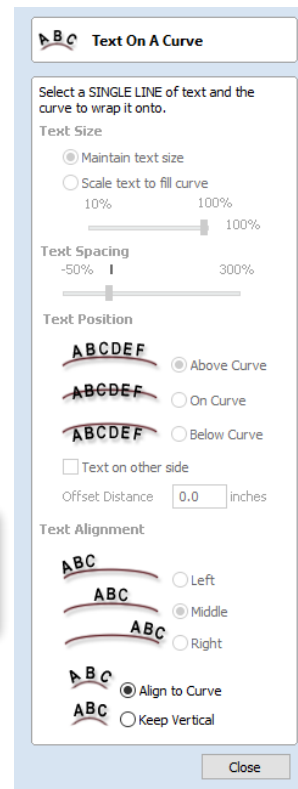 ABC Text On A Curve
Select a SINGLE LINE of text and the
curve to wrap it onto.
Text Size
Maintain text size
Scale text to fill curve
10% 100%
100%
Text Spacing
-50% 300%
Text Position
ABCDEF Above Curve
ABCDEF On Curve
ABCDEF Below Curve
Text on other side
Offset Distance 0.0 inches
Text Alignment
ABC Left
ABC Middle
ABC Right
ABC Align to Curve
ABC Keep Vertical
Close